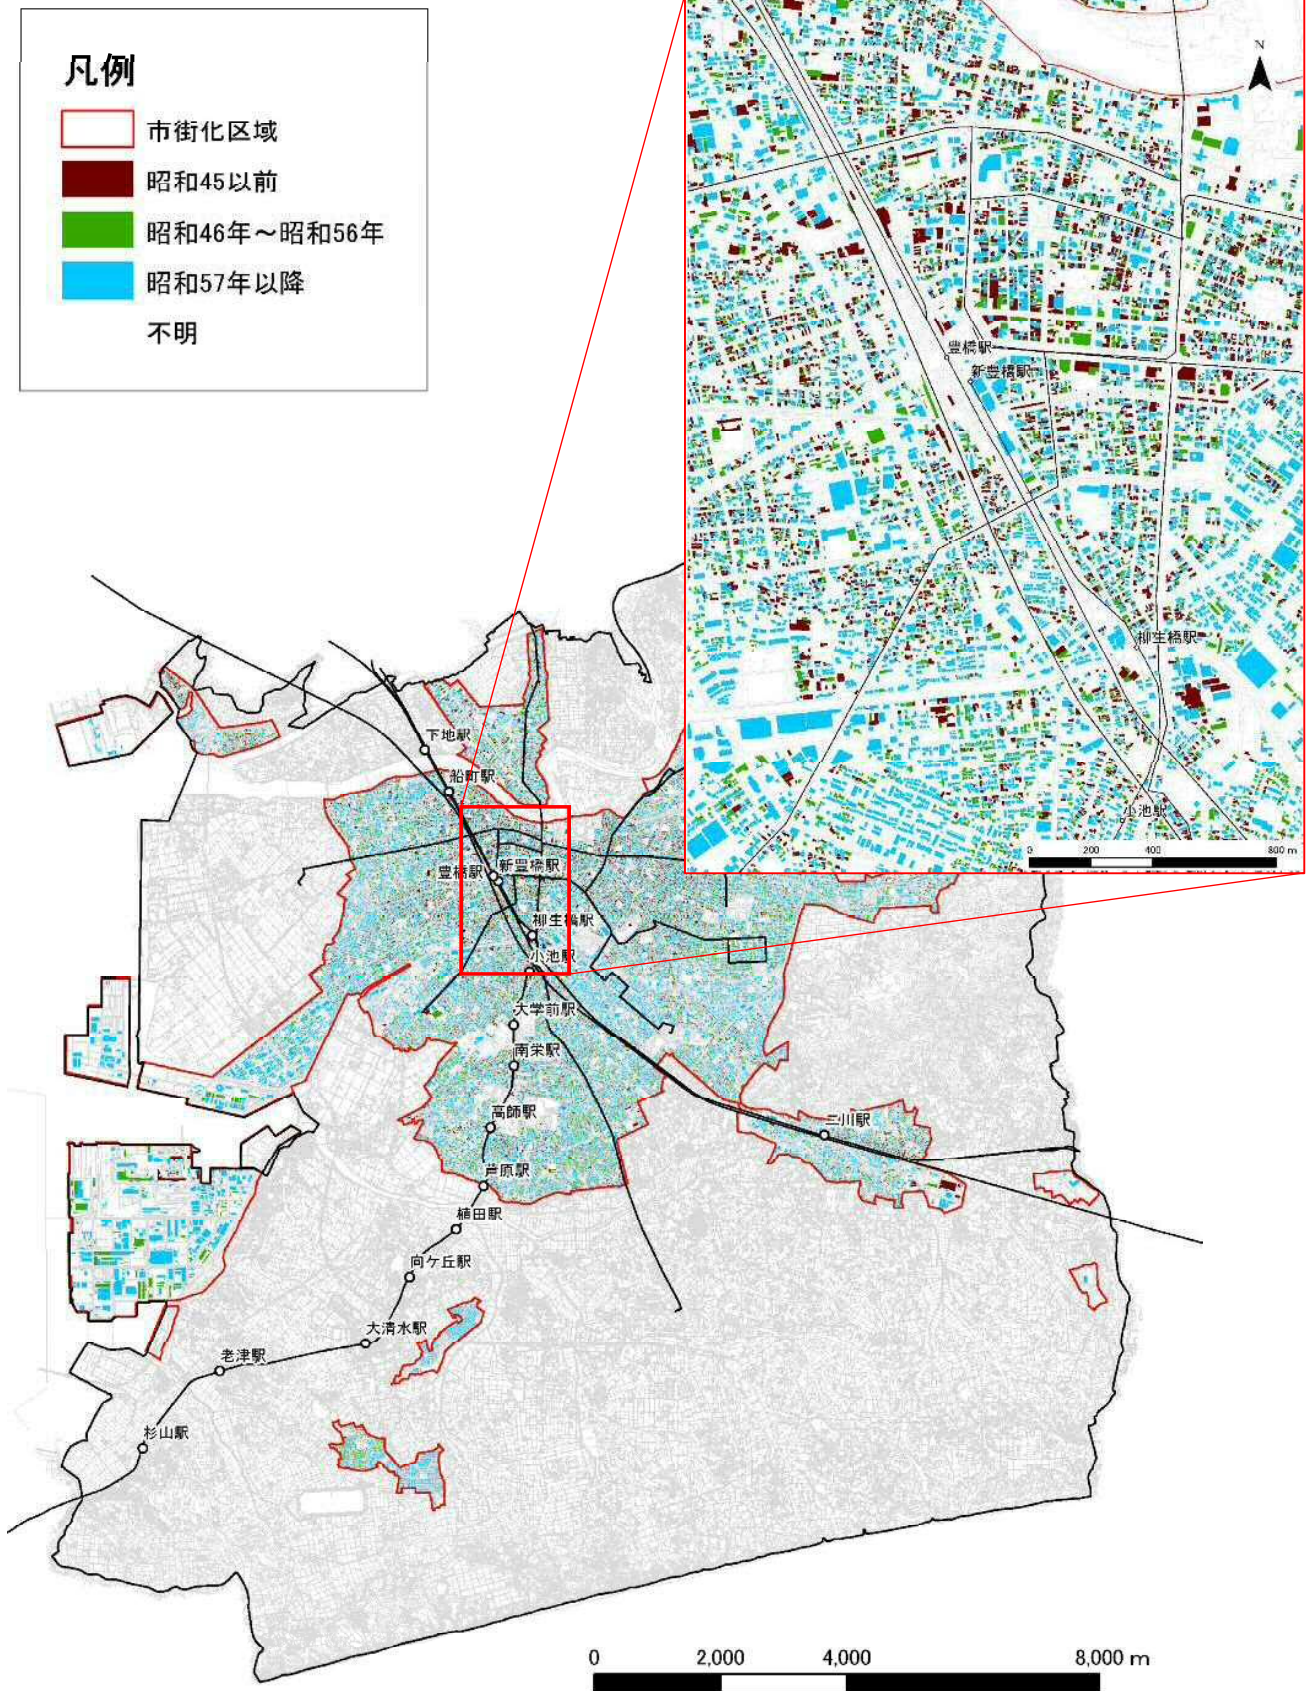 凡例
市街化区域
昭和45以前
昭和46年～昭和56年
昭和57年以降
不明
N
豊橋駅
新豊橋駅
柳生橋駅
小池駅
0 200 400 800 m
下地駅
船町駅
豊橋駅
新豊橋駅
柳生橋駅
小池駅
大学前駅
南栄駅
高師駅
芦原駅
植田駅
向ケ丘駅
大清水駅
老津駅
杉山駅
二川駅
0 2,000 4,000 8,000 m